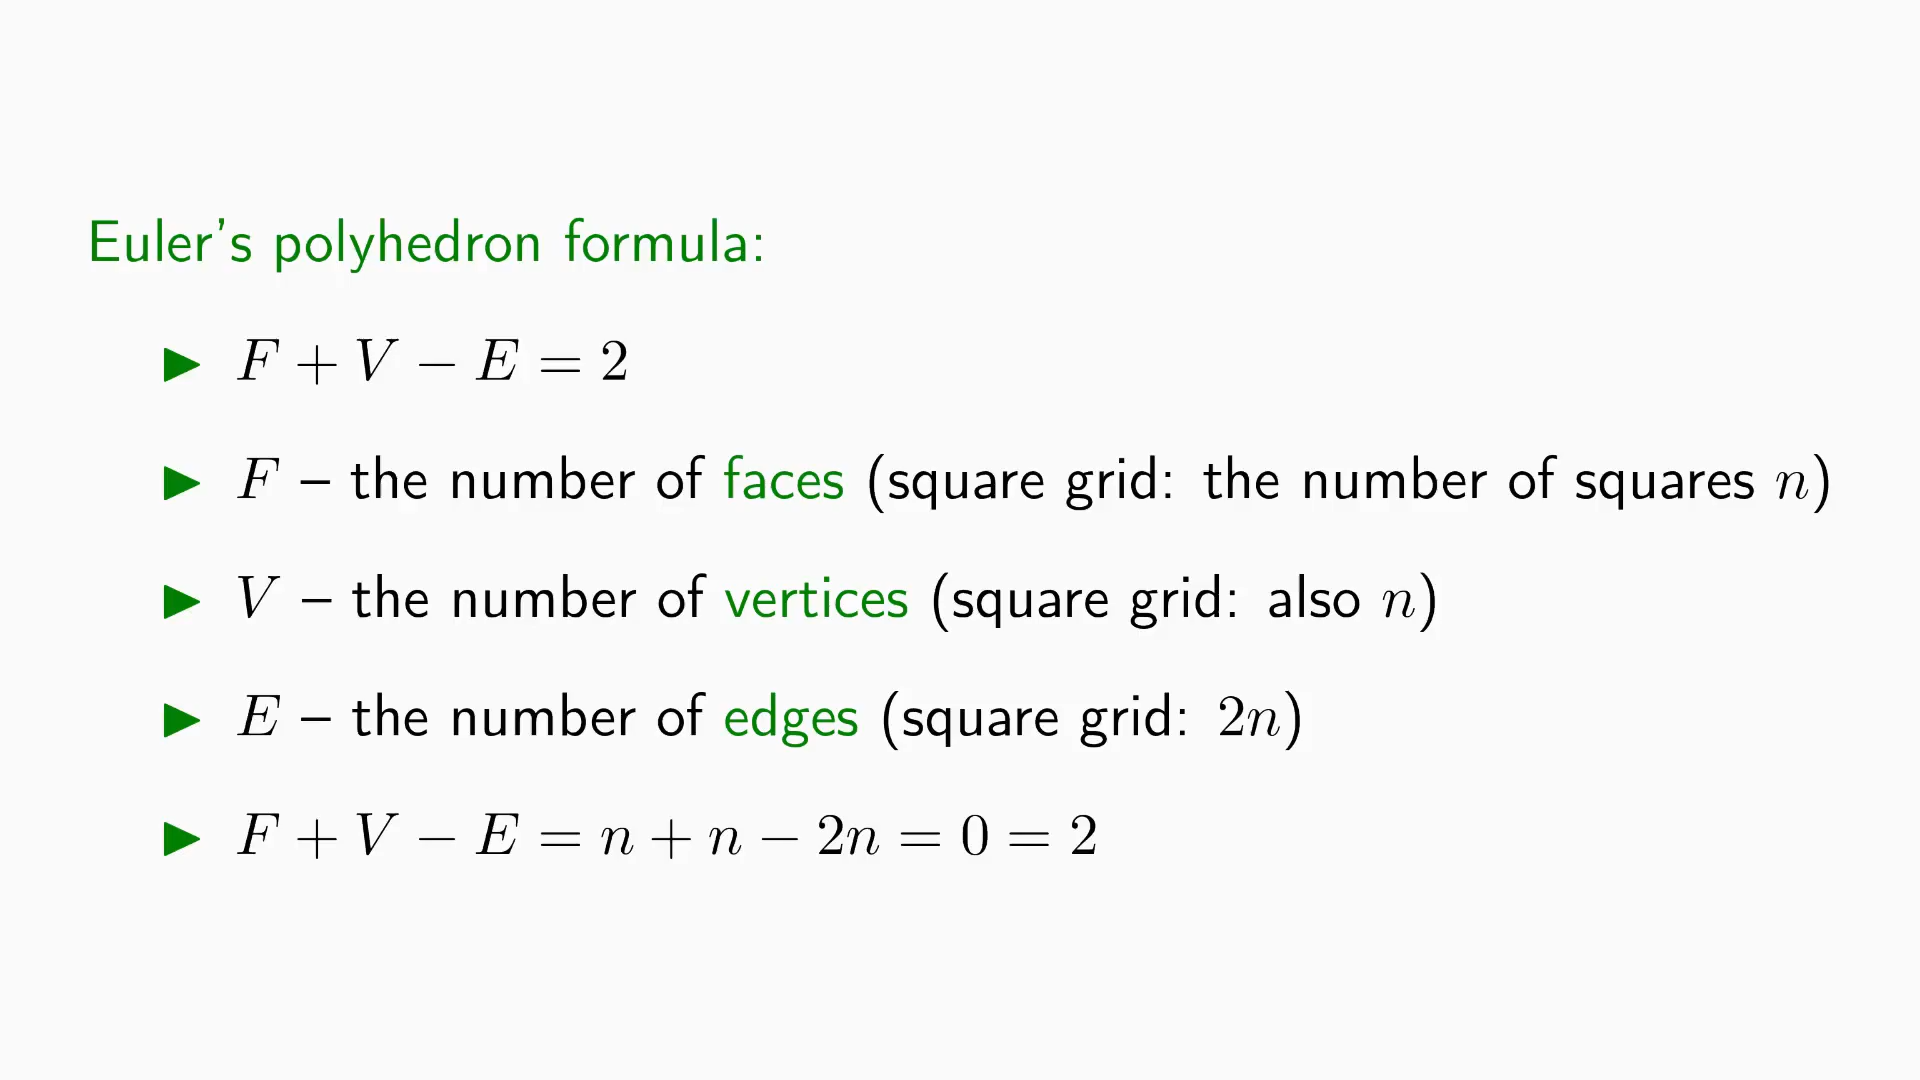 Euler's polyhedron formula:
▶ F + V − E = 2
▶ F – the number of faces (square grid: the number of squares n)
▶ V – the number of vertices (square grid: also n)
▶ E – the number of edges (square grid: 2n)
▶ F + V − E = n + n − 2n = 0 = 2